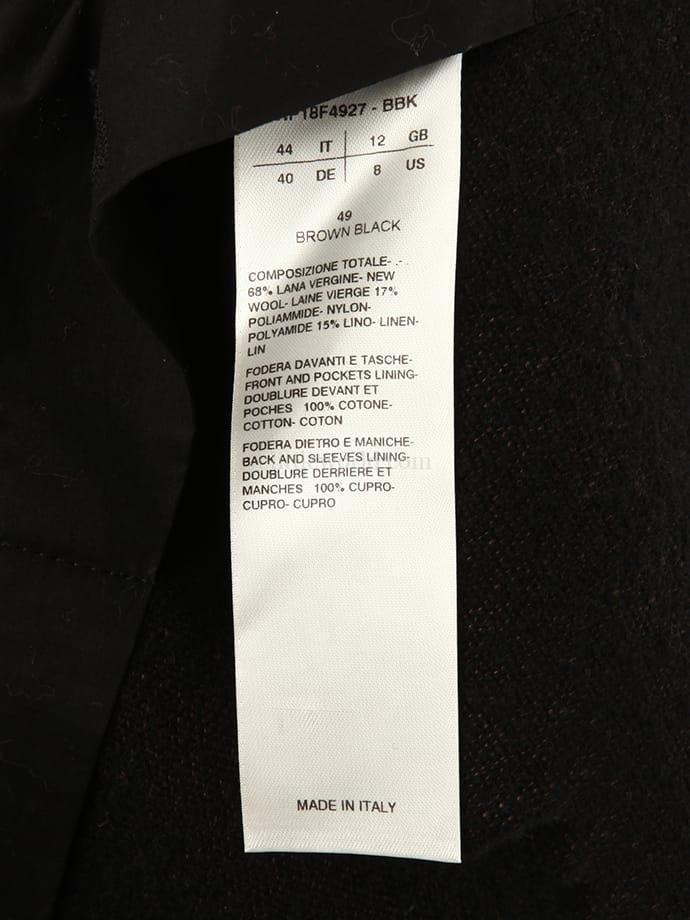 18F4927 - BBK
44 IT 12 GB
40 DE 8 US
49
BROWN BLACK
COMPOSIZIONE TOTALE- .- .
68% LANA VERGINE- NEW
WOOL- LAINE VIERGE 17%
POLIAMMIDE- NYLON-
POLYAMIDE 15% LINO- LINEN-
LIN
FODERA DAVANTI E TASCHE-
FRONT AND POCKETS LINING-
DOUBLURE DEVANT ET
POCHES 100% COTONE-
COTTON- COTON
FODERA DIETRO E MANICHE-
BACK AND SLEEVES LINING-
DOUBLURE DERRIERE ET
MANCHES 100% CUPRO-
CUPRO- CUPRO
MADE IN ITALY